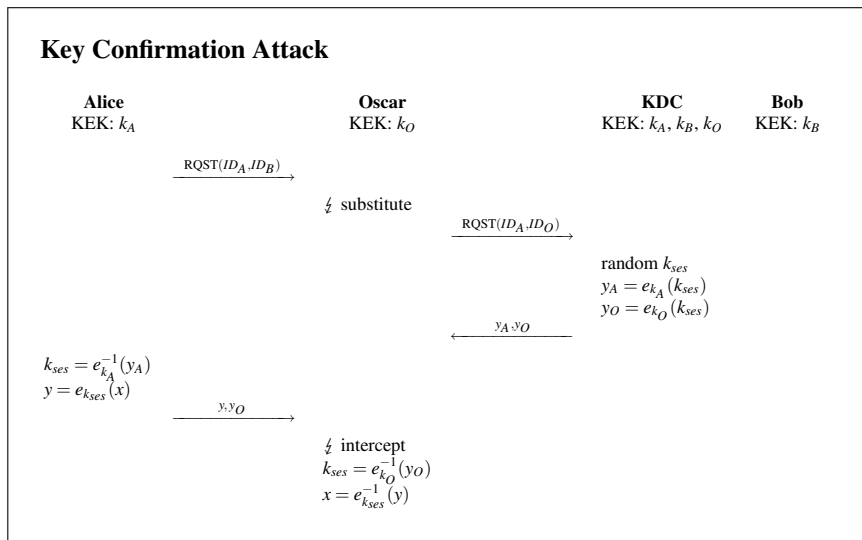 Key Confirmation Attack
Alice Oscar KDC Bob
KEK: k_A KEK: k_O KEK: k_A, k_B, k_O KEK: k_B
RQST(ID_A,ID_B)
↯ substitute
RQST(ID_A,ID_O)
random k_ses
y_A = e_{k_A}(k_ses)
y_O = e_{k_O}(k_ses)
y_A,y_O
k_ses = e^{-1}_{k_A}(y_A)
y = e_{k_ses}(x)
y,y_O
↯ intercept
k_ses = e^{-1}_{k_O}(y_O)
x = e^{-1}_{k_ses}(y)